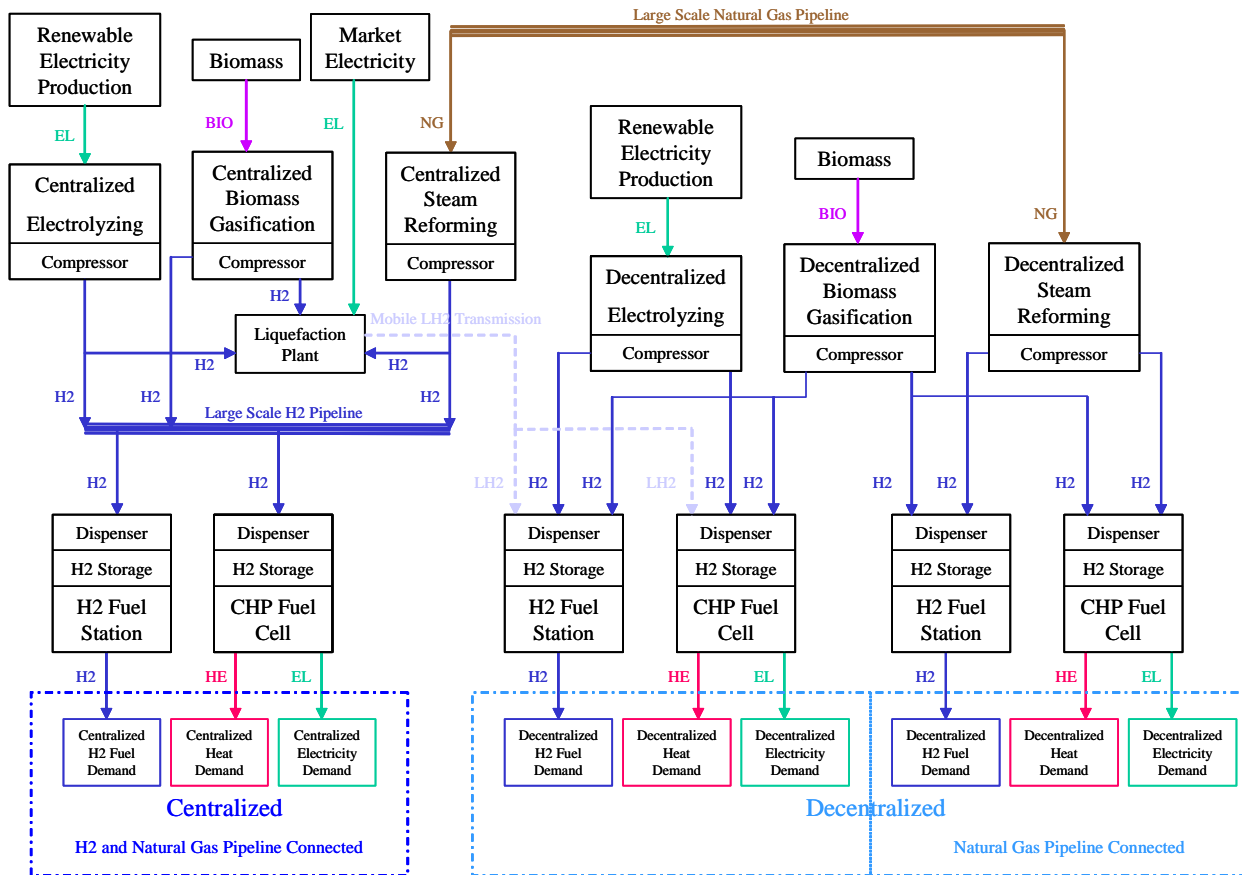 Large Scale Natural Gas Pipeline
Renewable
Electricity
Production
Biomass
Market
Electricity
EL
BIO
EL
NG
Renewable
Electricity
Production
Biomass
Centralized
Electrolyzing
Compressor
Centralized
Biomass
Gasification
Compressor
Centralized
Steam
Reforming
Compressor
EL
BIO
NG
Decentralized
Electrolyzing
Compressor
Decentralized
Biomass
Gasification
Compressor
Decentralized
Steam
Reforming
Compressor
H2
Mobile LH2 Transmission
Liquefaction
Plant
H2
H2
H2
H2
H2
Large Scale H2 Pipeline
H2
H2
LH2
H2
H2
LH2
H2
H2
H2
H2
H2
H2
Dispenser
H2 Storage
H2 Fuel
Station
Dispenser
H2 Storage
CHP Fuel
Cell
Dispenser
H2 Storage
H2 Fuel
Station
Dispenser
H2 Storage
CHP Fuel
Cell
Dispenser
H2 Storage
H2 Fuel
Station
Dispenser
H2 Storage
CHP Fuel
Cell
H2
HE
EL
H2
HE
EL
H2
HE
EL
Centralized
H2 Fuel
Demand
Centralized
Heat
Demand
Centralized
Electricity
Demand
Decentralized
H2 Fuel
Demand
Decentralized
Heat
Demand
Decentralized
Electricity
Demand
Decentralized
H2 Fuel
Demand
Decentralized
Heat
Demand
Decentralized
Electricity
Demand
Centralized
Decentralized
H2 and Natural Gas Pipeline Connected
Natural Gas Pipeline Connected